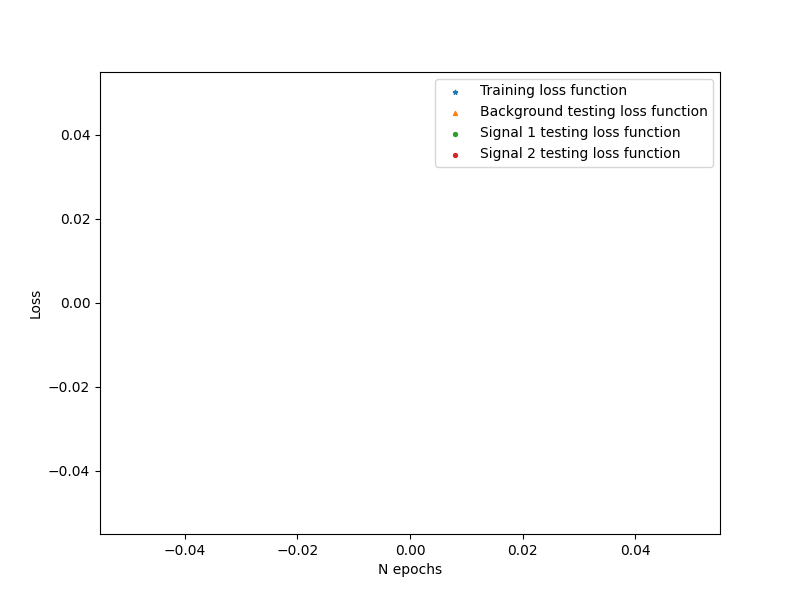 Training loss function
Background testing loss function
Signal 1 testing loss function
Signal 2 testing loss function
0.04
0.02
0.00
−0.02
−0.04
Loss
−0.04 −0.02 0.00 0.02 0.04
N epochs